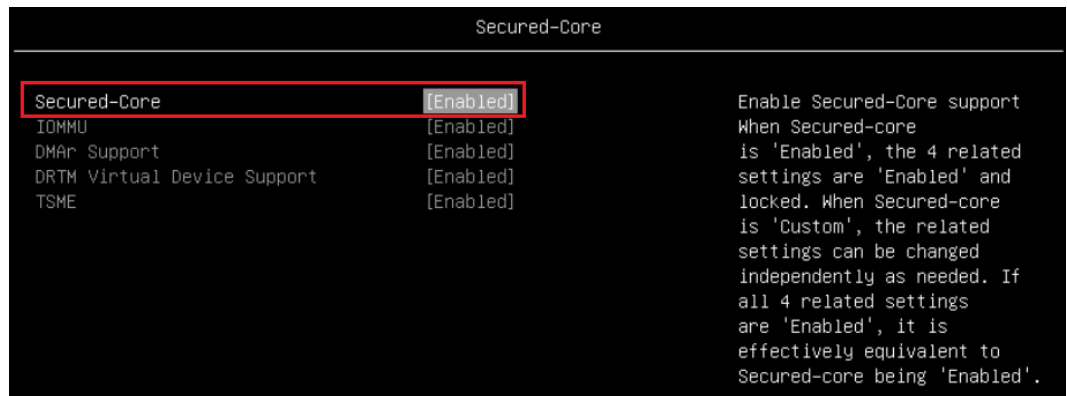 Secured-Core
Secured-Core [Enabled]
IOMMU [Enabled]
DMAr Support [Enabled]
DRTM Virtual Device Support [Enabled]
TSME [Enabled]
Enable Secured-Core support
When Secured-core
is 'Enabled', the 4 related
settings are 'Enabled' and
locked. When Secured-core
is 'Custom', the related
settings can be changed
independently as needed. If
all 4 related settings
are 'Enabled', it is
effectively equivalent to
Secured-core being 'Enabled'.